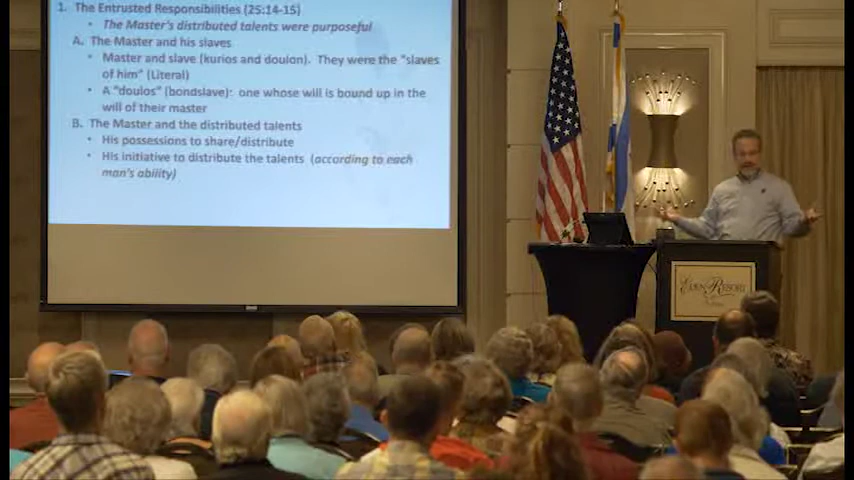 1. The Entrusted Responsibilities (25:14-15)
• The Master's distributed talents were purposeful
A. The Master and his slaves
• Master and slave (kurios and doulon). They were the "slaves
of him" (Literal)
• A "doulos" (bondslave): one whose will is bound up in the
will of their master
B. The Master and the distributed talents
• His possessions to share/distribute
• His initiative to distribute the talents (according to each
man's ability)
Eden Resort